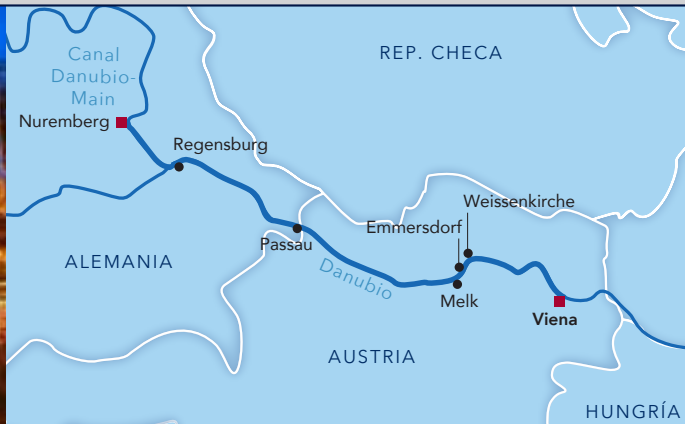 REP. CHECA
Canal
Danubio-
Main
Nuremberg
Regensburg
Weissenkirche
Emmersdorf
Passau
ALEMANIA
Danubio
Melk
Viena
AUSTRIA
HUNGRÍA